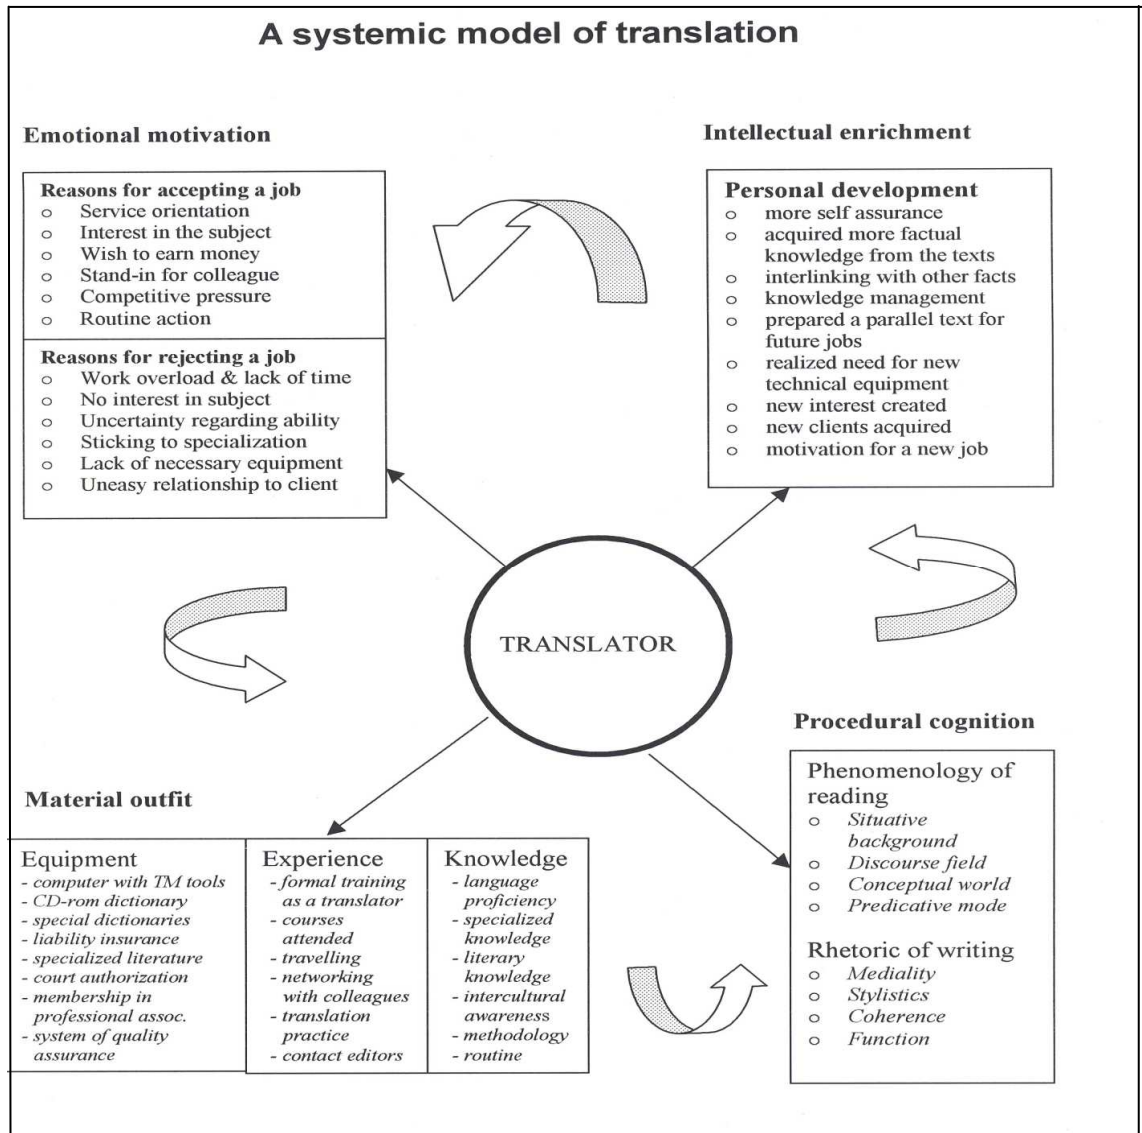 A systemic model of translation
Emotional motivation
Reasons for accepting a job
o Service orientation
o Interest in the subject
o Wish to earn money
o Stand-in for colleague
o Competitive pressure
o Routine action
Reasons for rejecting a job
o Work overload & lack of time
o No interest in subject
o Uncertainty regarding ability
o Sticking to specialization
o Lack of necessary equipment
o Uneasy relationship to client
Intellectual enrichment
Personal development
o more self assurance
o acquired more factual
knowledge from the texts
o interlinking with other facts
o knowledge management
o prepared a parallel text for
future jobs
o realized need for new
technical equipment
o new interest created
o new clients acquired
o motivation for a new job
TRANSLATOR
Material outfit
Equipment
- computer with TM tools
- CD-rom dictionary
- special dictionaries
- liability insurance
- specialized literature
- court authorization
- membership in
professional assoc.
- system of quality
assurance
Experience
- formal training
as a translator
- courses
attended
- travelling
- networking
with colleagues
- translation
practice
- contact editors
Knowledge
- language
proficiency
- specialized
knowledge
- literary
knowledge
- intercultural
awareness
- methodology
- routine
Procedural cognition
Phenomenology of
reading
o Situative
background
o Discourse field
o Conceptual world
o Predicative mode
Rhetoric of writing
o Mediality
o Stylistics
o Coherence
o Function